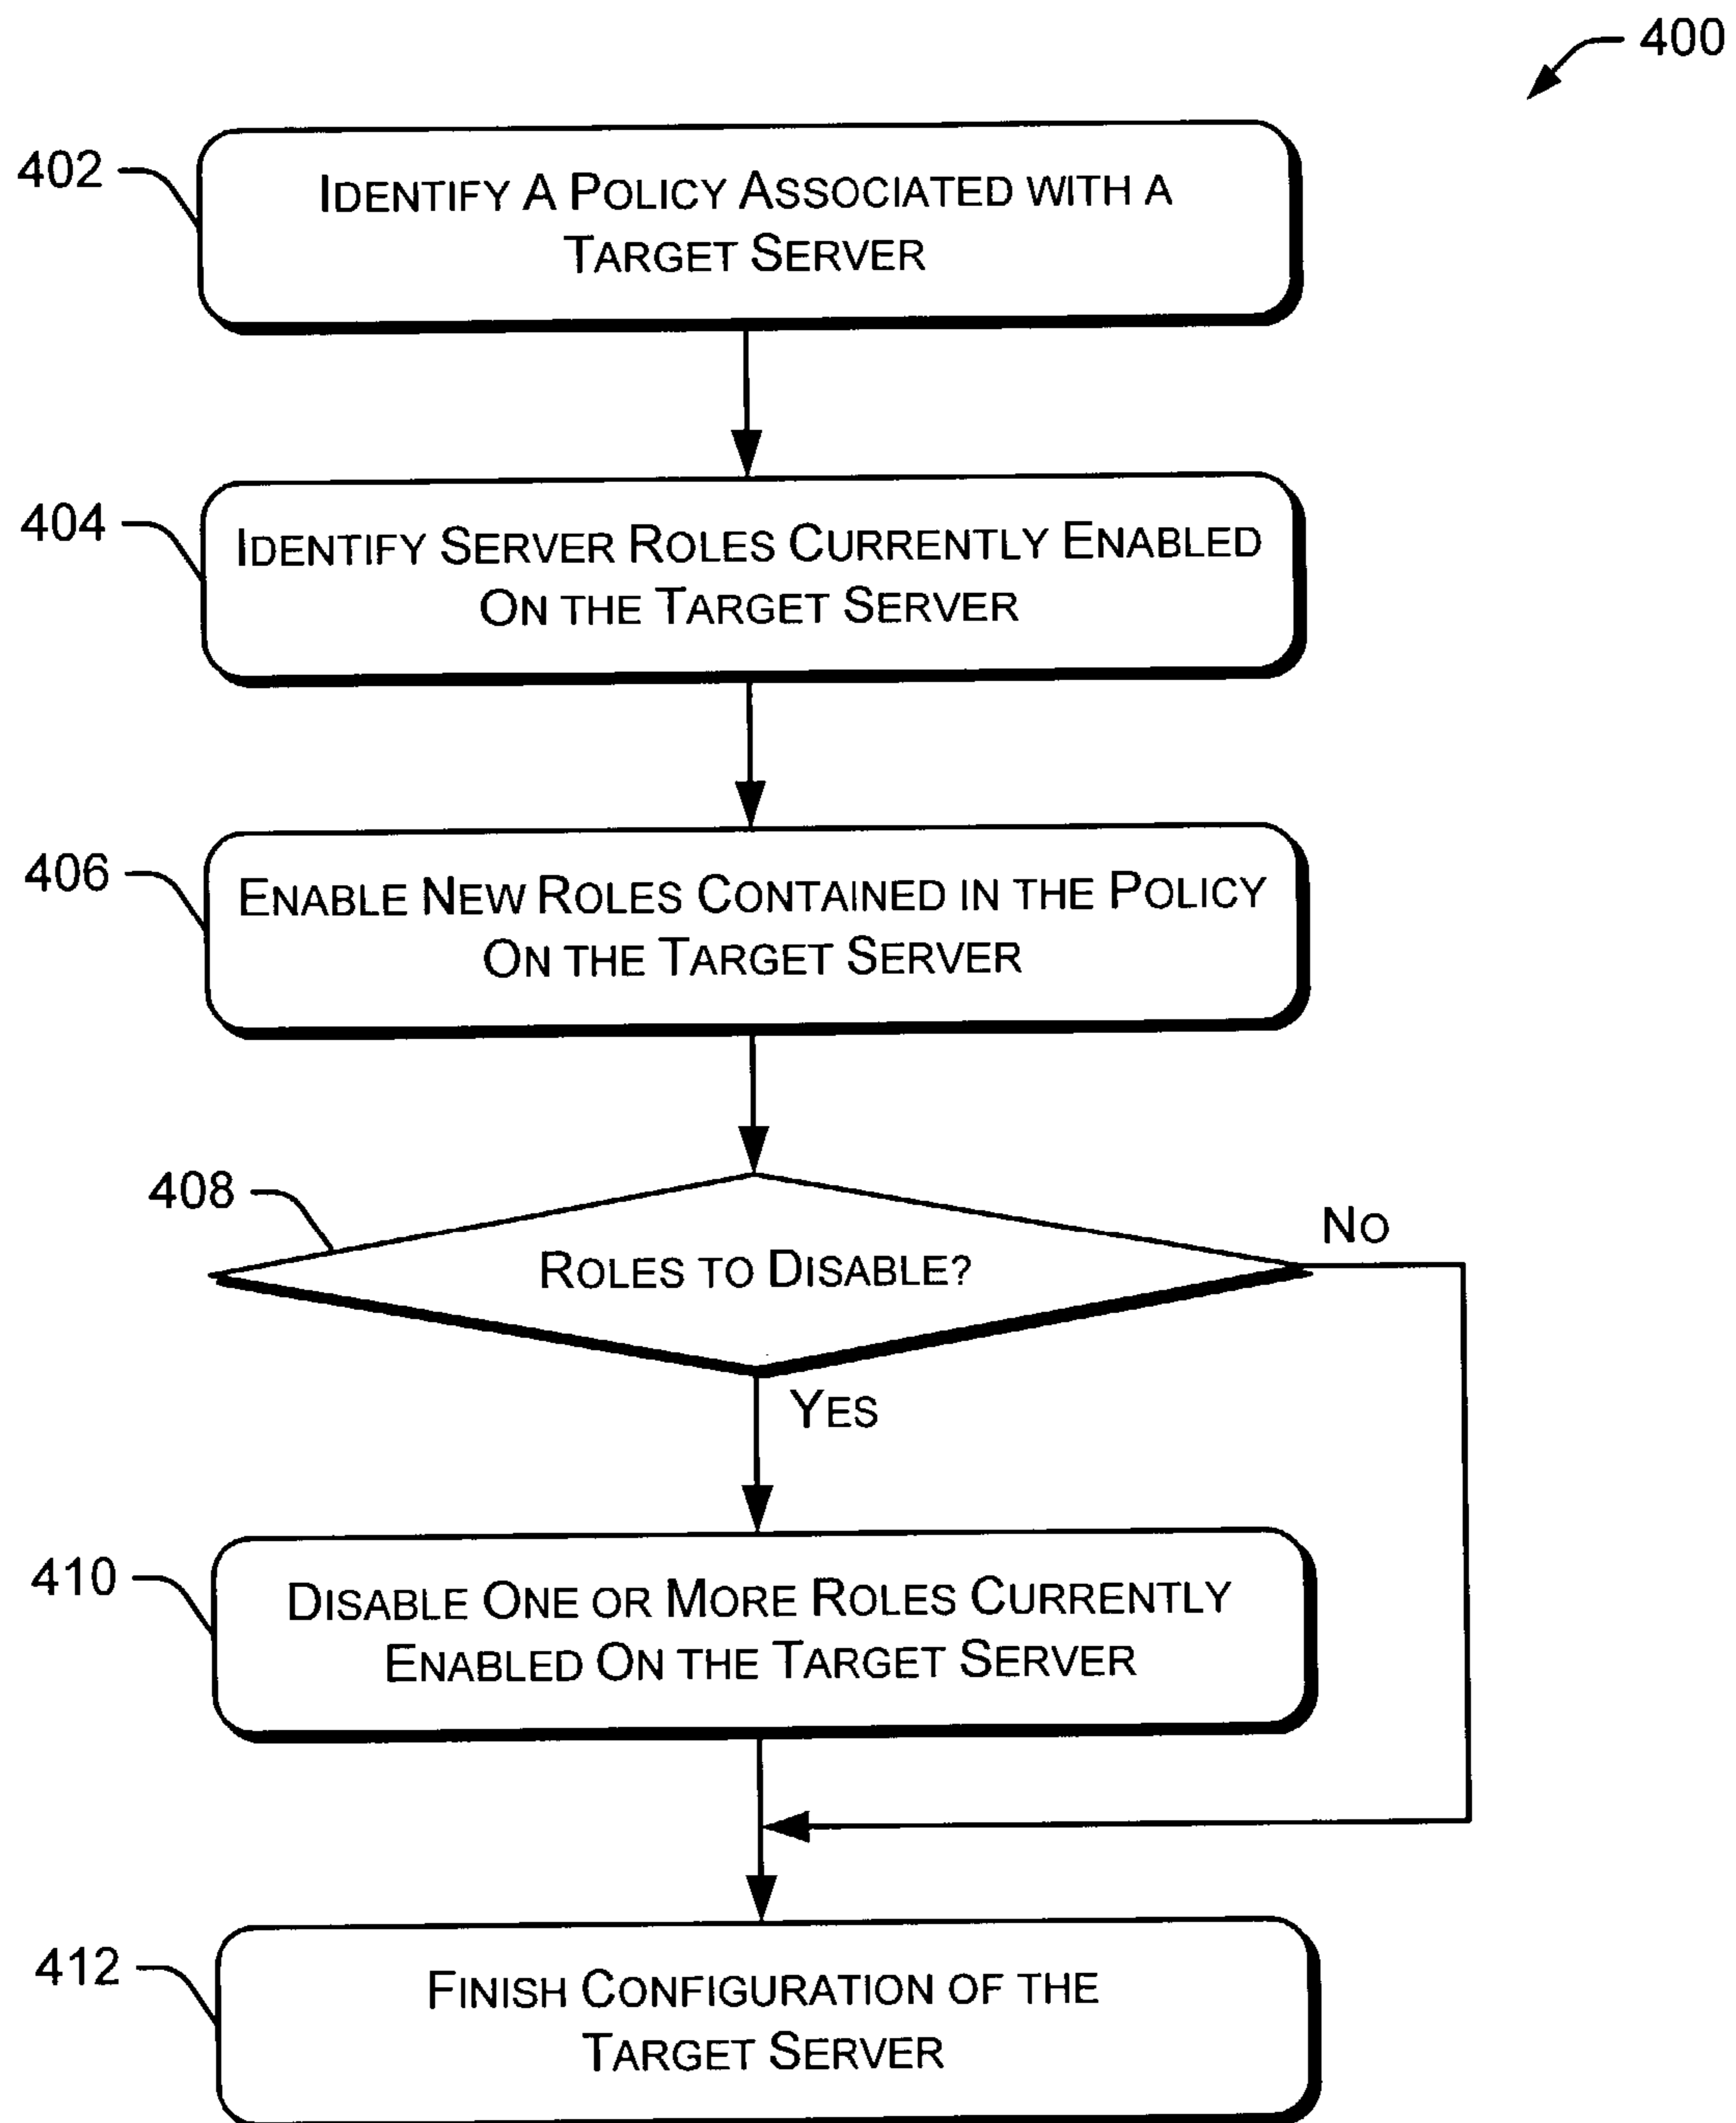 400
402
IDENTIFY A POLICY ASSOCIATED WITH A
TARGET SERVER
404
IDENTIFY SERVER ROLES CURRENTLY ENABLED
ON THE TARGET SERVER
406
ENABLE NEW ROLES CONTAINED IN THE POLICY
ON THE TARGET SERVER
408
ROLES TO DISABLE?
NO
YES
410
DISABLE ONE OR MORE ROLES CURRENTLY
ENABLED ON THE TARGET SERVER
412
FINISH CONFIGURATION OF THE
TARGET SERVER